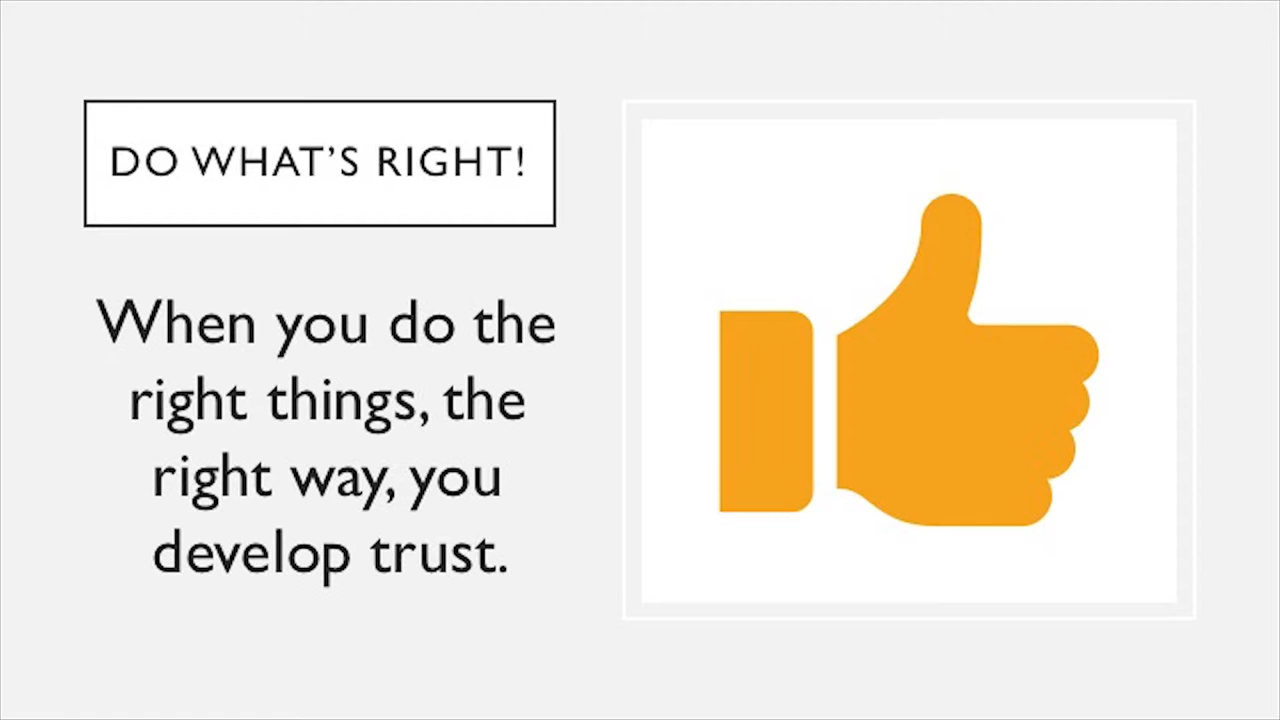 DO WHAT’S RIGHT!
When you do the
right things, the
right way, you
develop trust.